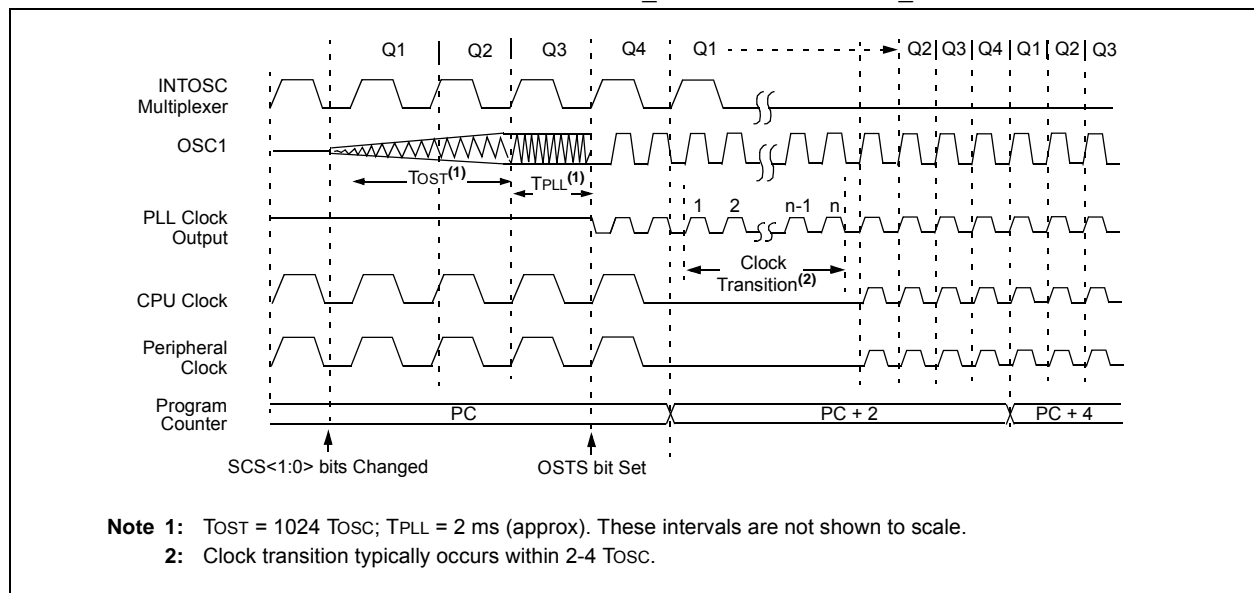 Q1 Q2 Q3 Q4 Q1 Q2 Q3 Q4 Q1 Q2 Q3
INTOSC
Multiplexer
OSC1
TOST(1) TPLL(1)
PLL Clock
Output
1 2 n-1 n
Clock
Transition(2)
CPU Clock
Peripheral
Clock
Program
Counter
PC PC + 2 PC + 4
SCS<1:0> bits Changed OSTS bit Set
Note 1: TOST = 1024 TOSC; TPLL = 2 ms (approx). These intervals are not shown to scale.
2: Clock transition typically occurs within 2-4 TOSC.